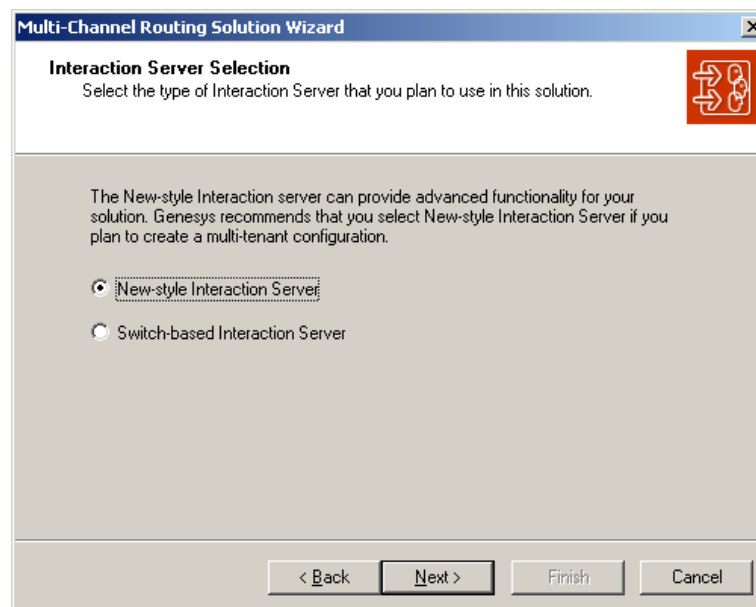 Multi-Channel Routing Solution Wizard
Interaction Server Selection
Select the type of Interaction Server that you plan to use in this solution.
The New-style Interaction server can provide advanced functionality for your
solution. Genesys recommends that you select New-style Interaction Server if you
plan to create a multi-tenant configuration.
New-style Interaction Server
Switch-based Interaction Server
< Back Next > Finish Cancel